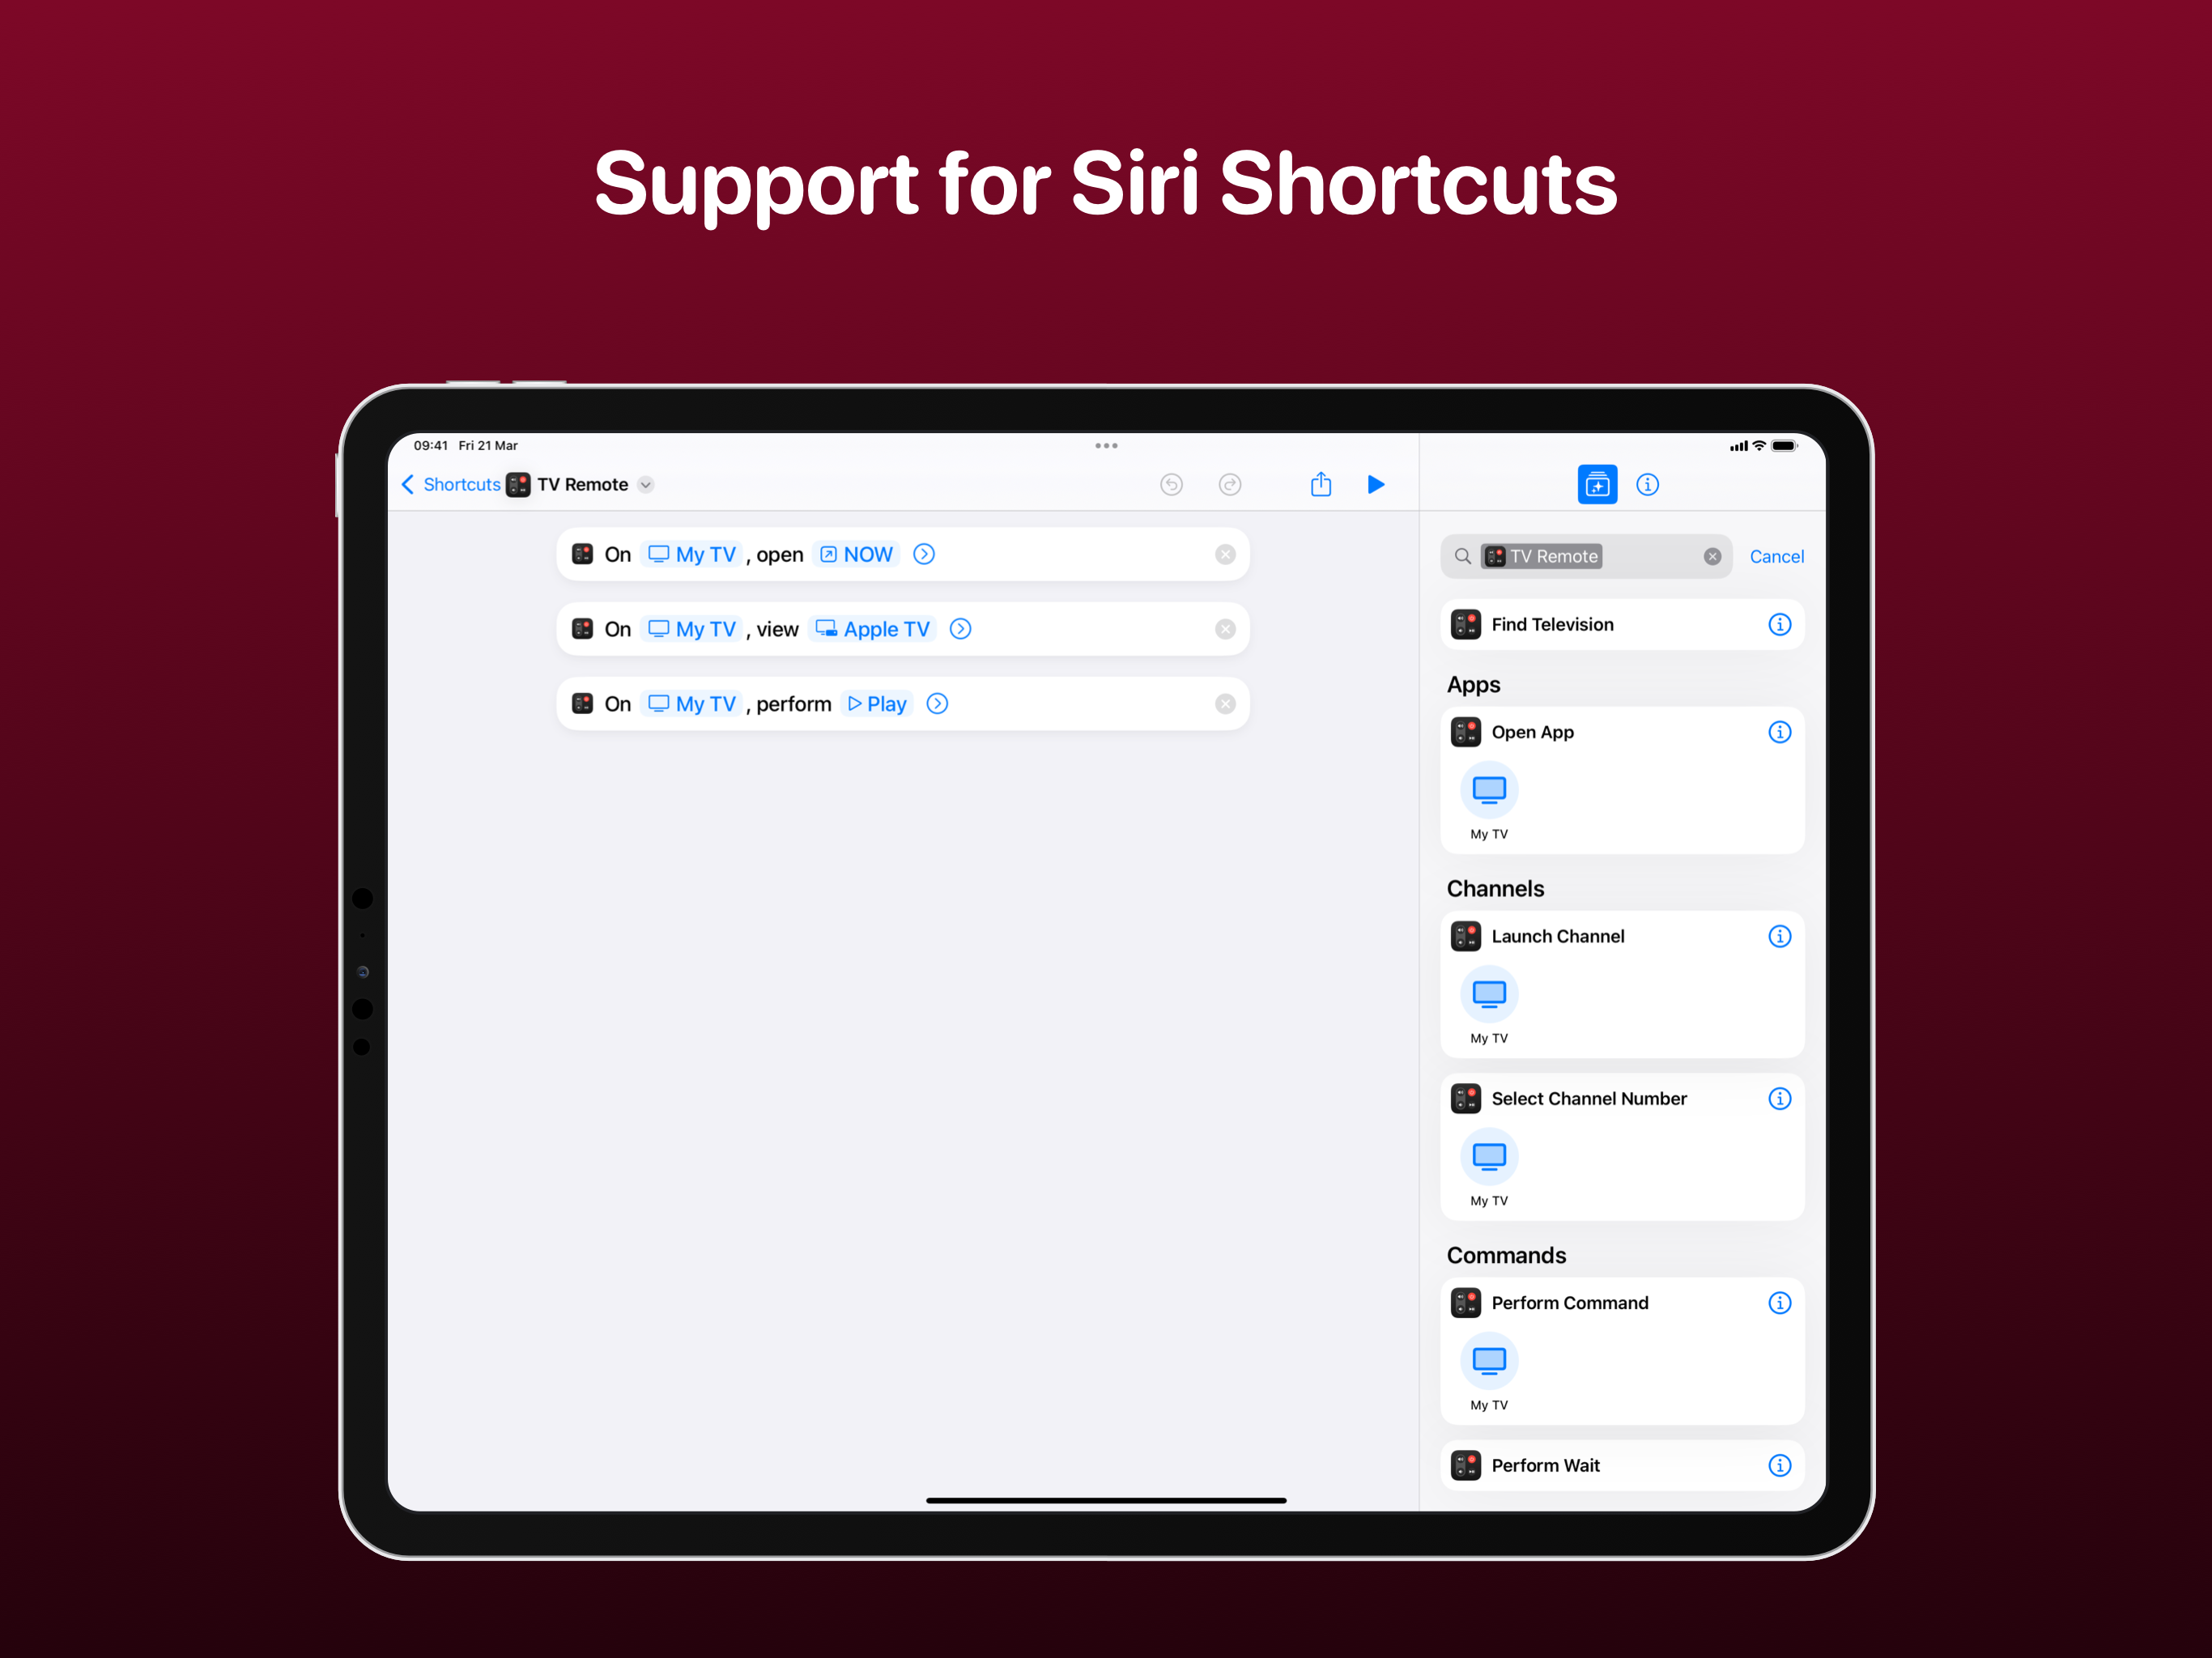 Support for Siri Shortcuts
09:41 Fri 21 Mar
Shortcuts TV Remote
On My TV , open NOW
On My TV , view Apple TV
On My TV , perform Play
TV Remote Cancel
Find Television
Apps
Open App
My TV
Channels
Launch Channel
My TV
Select Channel Number
My TV
Commands
Perform Command
My TV
Perform Wait